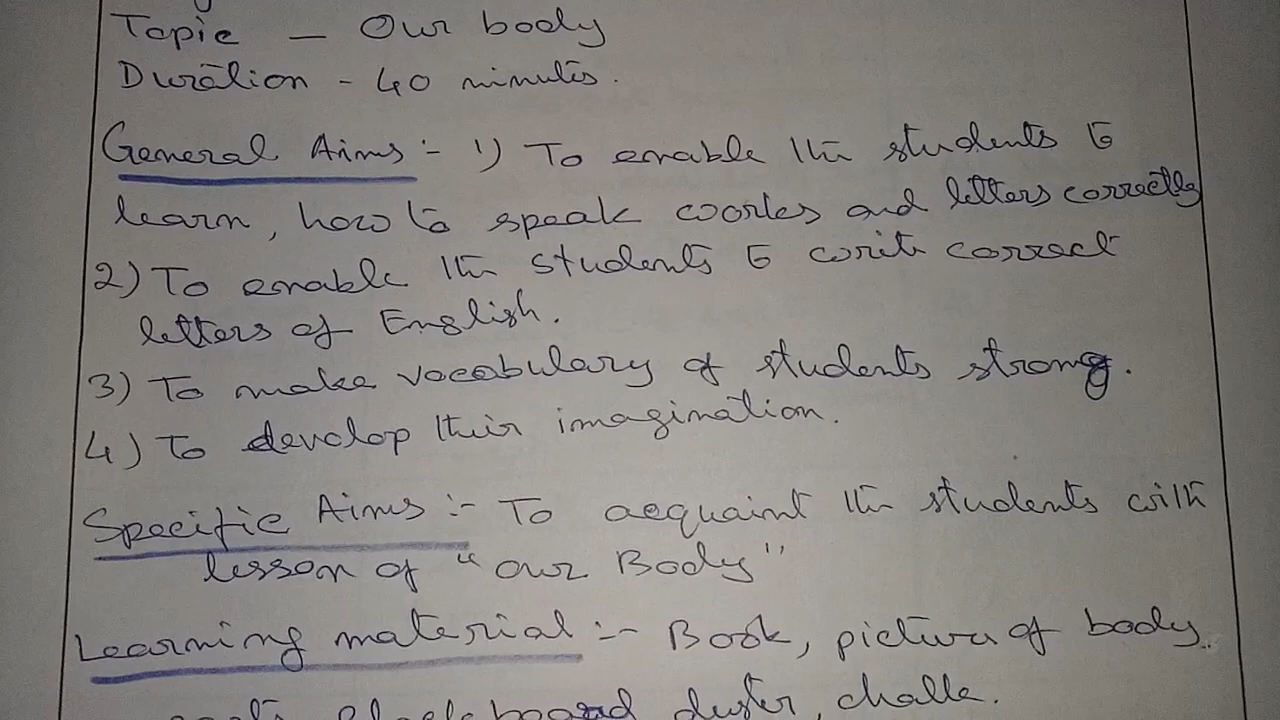 Topic – Our body
Duration - 40 minutes.
General Aims :- 1) To enable the students to
learn, how to speak words and letters correctly
2) To enable the students to write correct
letters of English.
3) To make vocabulary of students strong.
4) To develop their imagination.
Specific Aims :- To acquaint the students with
lesson of "our Body"
Learning material :- Book, picture of body
blackboard duster, chalk.